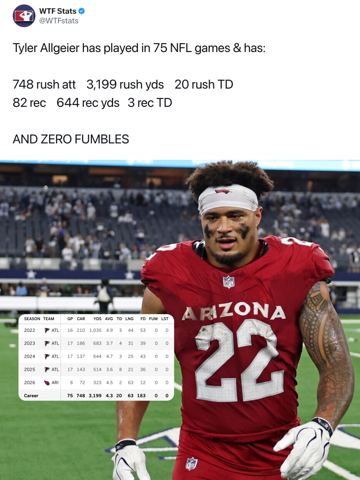 WTF Stats
@WTFstats
Tyler Allgeier has played in 75 NFL games & has:
748 rush att 3,199 rush yds 20 rush TD
82 rec 644 rec yds 3 rec TD
AND ZERO FUMBLES
ARIZONA
22
SEASON TEAM GP CAR YDS AVG TD LNG FD FUM LST
2022 ATL 16 210 1,035 4.9 3 44 53 0 0
2023 ATL 17 186 683 3.7 4 31 39 0 0
2024 ATL 17 137 644 4.7 3 25 43 0 0
2025 ATL 17 143 514 3.6 8 21 36 0 0
2026 ARI 8 72 323 4.5 2 63 12 0 0
Career 75 748 3,199 4.3 20 63 183 0 0